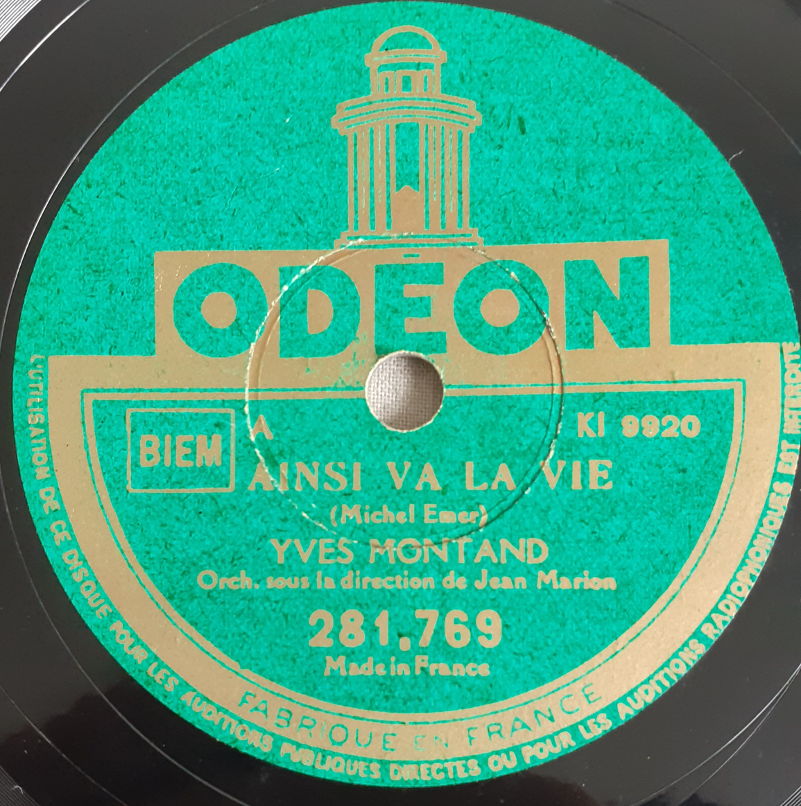 ODEON
BIEM
A
KI 9920
AINSI VA LA VIE
(Michel Emer)
YVES MONTAND
Orch. sous la direction de Jean Marion
281.769
Made in France
FABRIQUE EN FRANCE
L'UTILISATION DE CE DISQUE POUR LES AUDITIONS PUBLIQUES DIRECTES OU POUR LES AUDITIONS RADIOPHONIQUES EST INTERDITE